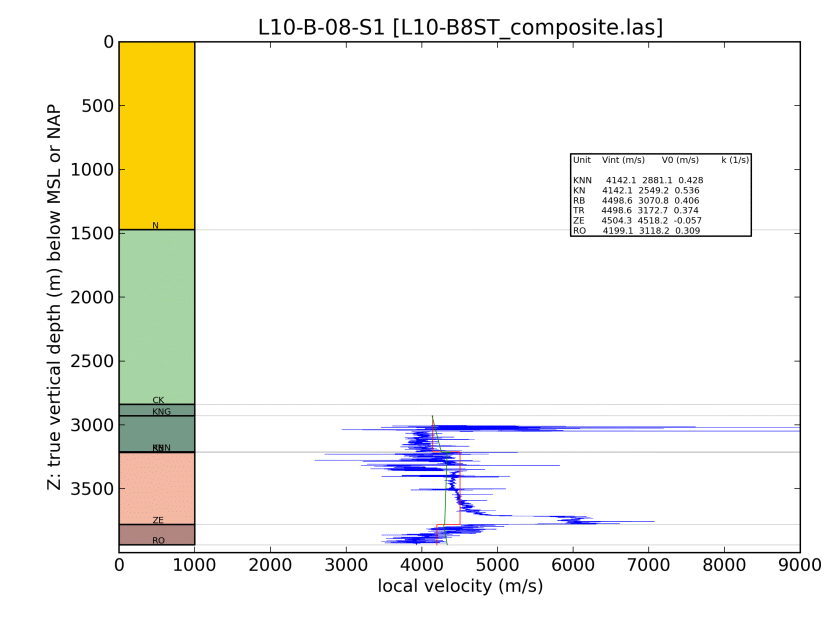 L10-B-08-S1 [L10-B8ST_composite.las]
Z: true vertical depth (m) below MSL or NAP
0
500
1000
1500
2000
2500
3000
3500
N
CK
KNG
ZE
RO
Unit Vint (m/s) V0 (m/s) k (1/s)
KNN 4142.1 2881.1 0.428
KN 4142.1 2549.2 0.536
RB 4498.6 3070.8 0.406
TR 4498.6 3172.7 0.374
ZE 4504.3 4518.2 -0.057
RO 4199.1 3118.2 0.309
0 1000 2000 3000 4000 5000 6000 7000 8000 9000
local velocity (m/s)